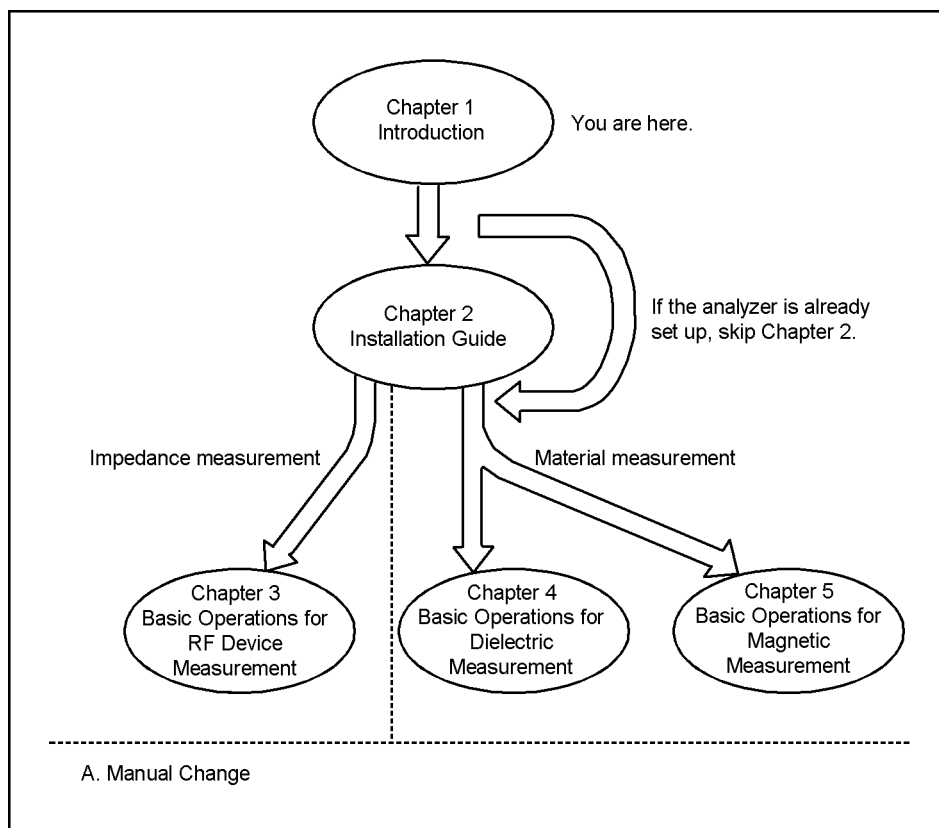 Chapter 1
Introduction
You are here.
Chapter 2
Installation Guide
If the analyzer is already
set up, skip Chapter 2.
Impedance measurement
Material measurement
Chapter 3
Basic Operations for
RF Device
Measurement
Chapter 4
Basic Operations for
Dielectric
Measurement
Chapter 5
Basic Operations for
Magnetic
Measurement
A. Manual Change